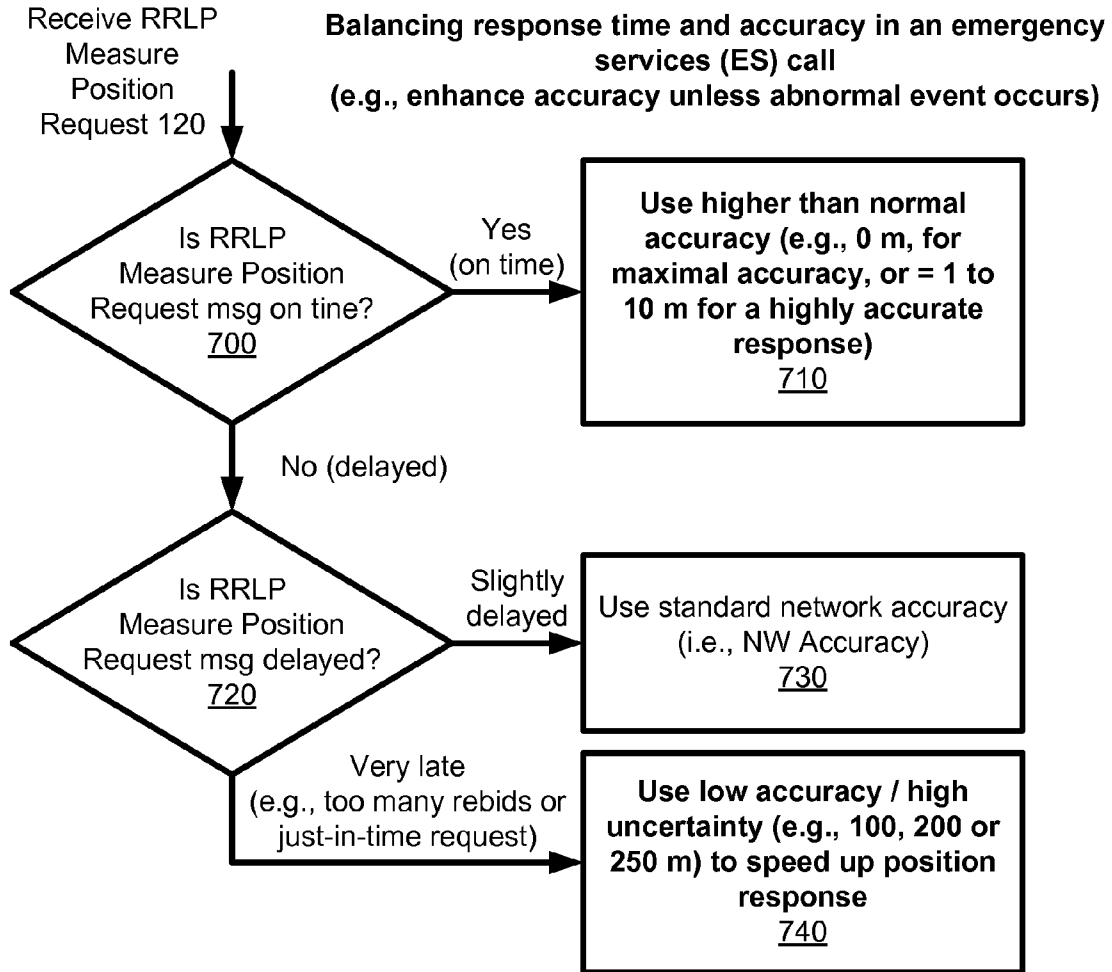 Receive RRLP
Measure
Position
Request 120
Balancing response time and accuracy in an emergency
services (ES) call
(e.g., enhance accuracy unless abnormal event occurs)
Is RRLP
Measure Position
Request msg on tine?
700
Yes
(on time)
Use higher than normal
accuracy (e.g., 0 m, for
maximal accuracy, or = 1 to
10 m for a highly accurate
response)
710
No (delayed)
Is RRLP
Measure Position
Request msg delayed?
720
Slightly
delayed
Use standard network accuracy
(i.e., NW Accuracy)
730
Very late
(e.g., too many rebids or
just-in-time request)
Use low accuracy / high
uncertainty (e.g., 100, 200 or
250 m) to speed up position
response
740